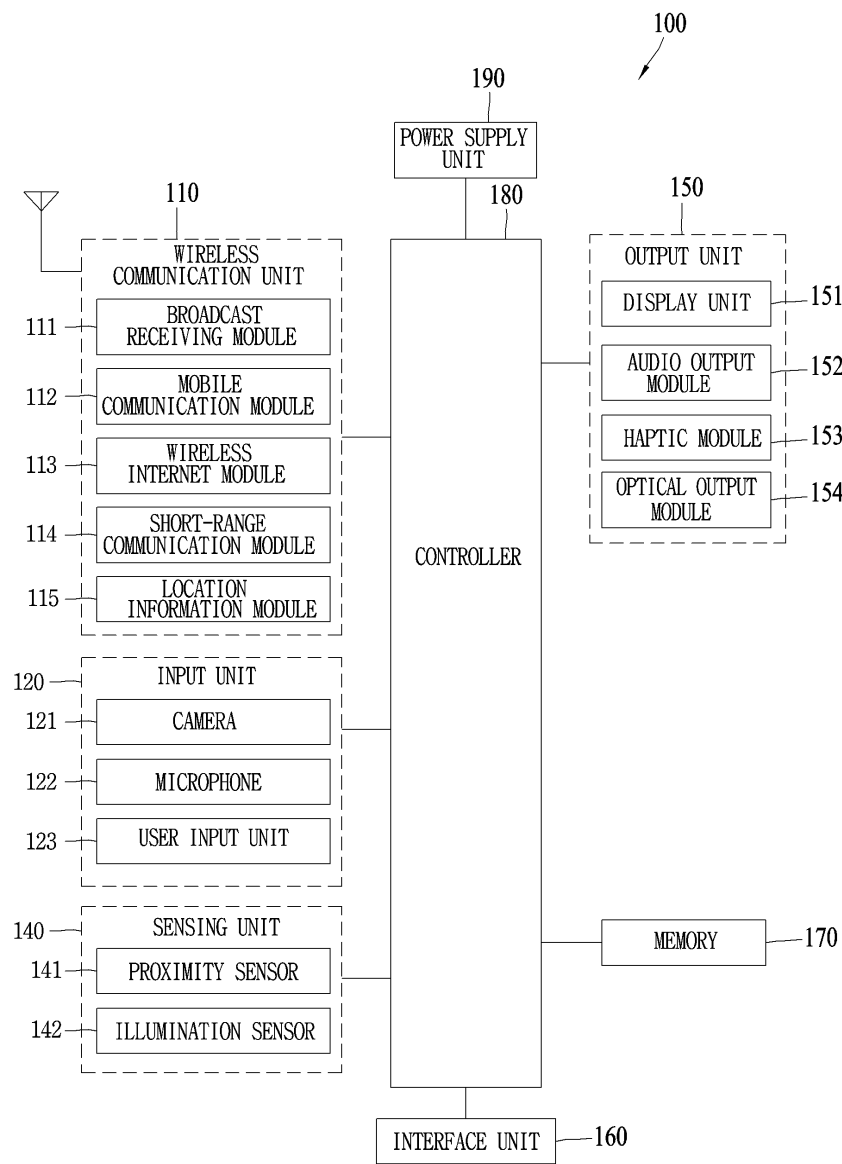 100
190
POWER SUPPLY
UNIT
110
180
150
WIRELESS
COMMUNICATION UNIT
111
BROADCAST
RECEIVING MODULE
112
MOBILE
COMMUNICATION MODULE
113
WIRELESS
INTERNET MODULE
114
SHORT-RANGE
COMMUNICATION MODULE
115
LOCATION
INFORMATION MODULE
120
INPUT UNIT
121
CAMERA
122
MICROPHONE
123
USER INPUT UNIT
140
SENSING UNIT
141
PROXIMITY SENSOR
142
ILLUMINATION SENSOR
CONTROLLER
OUTPUT UNIT
DISPLAY UNIT
151
AUDIO OUTPUT
MODULE
152
HAPTIC MODULE
153
OPTICAL OUTPUT
MODULE
154
MEMORY
170
INTERFACE UNIT
160